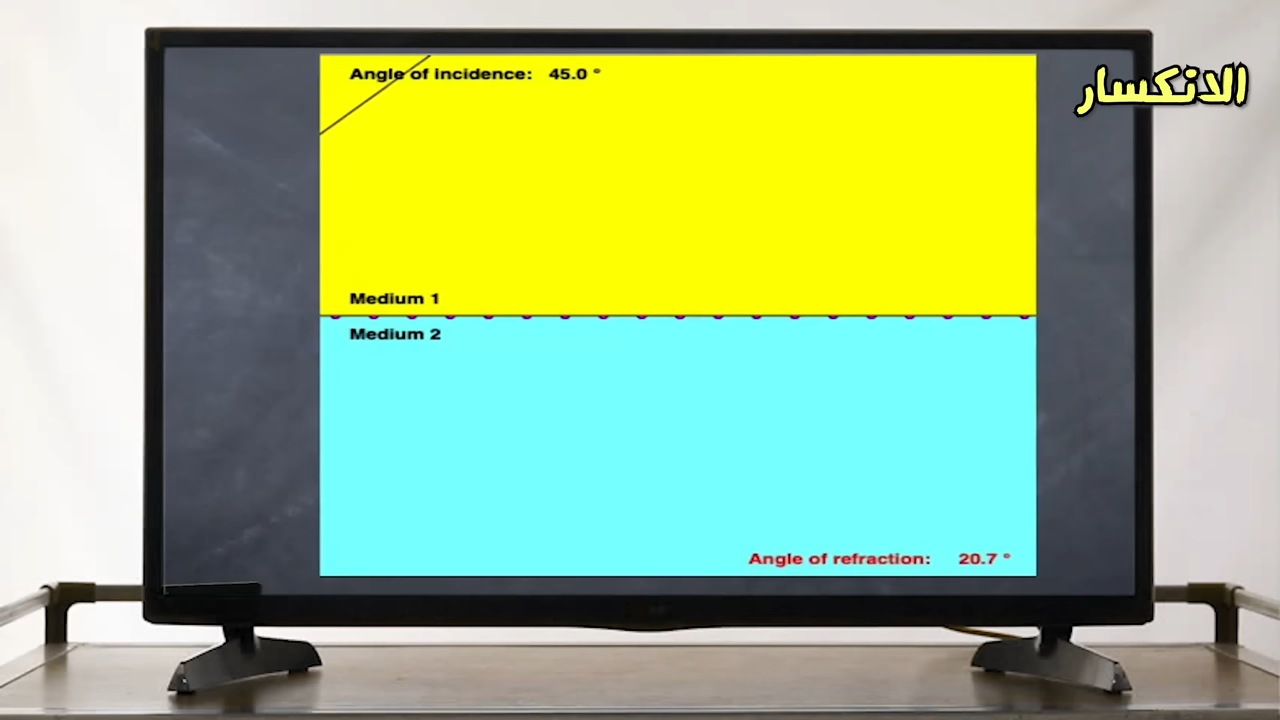 الانكسار
Angle of incidence: 45.0 °
Medium 1
Medium 2
Angle of refraction: 20.7 °